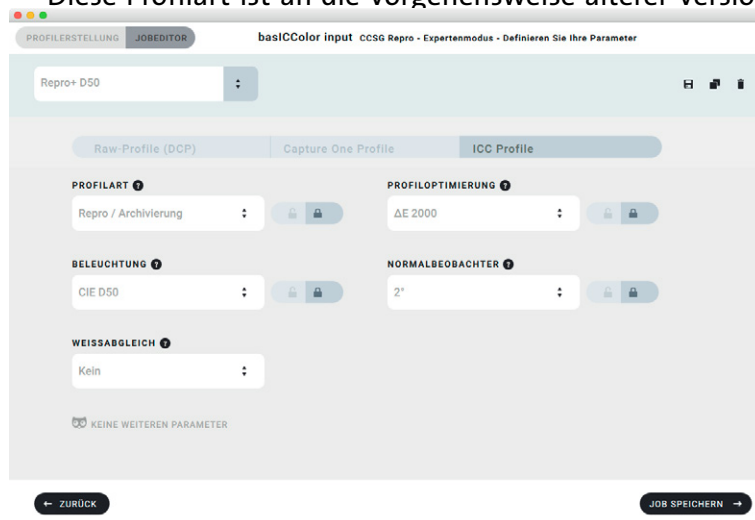 Diese Profilart ist an die Vorgehensweise älterer Versio
PROFILERSTELLUNG JOBEDITOR basICColor input CCSG Repro - Expertenmodus - Definieren Sie Ihre Parameter
Repro+ D50
Raw-Profile (DCP) Capture One Profile ICC Profile
PROFILART ? PROFILOPTIMIERUNG ?
Repro / Archivierung ΔE 2000
BELEUCHTUNG ? NORMALBEOBACHTER ?
CIE D50 2°
WEISSABGLEICH ?
Kein
KEINE WEITEREN PARAMETER
← ZURÜCK JOB SPEICHERN →